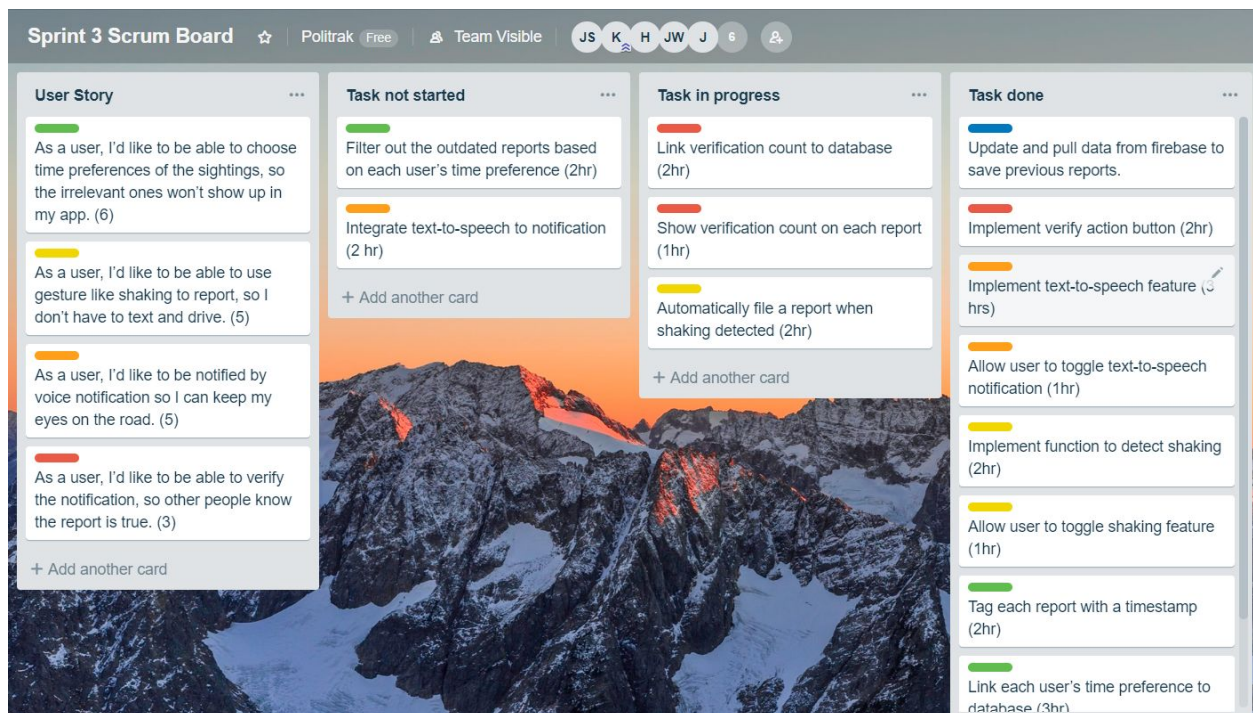 Sprint 3 Scrum Board
Politrak Free
Team Visible
JS K H JW J 6
User Story
As a user, I'd like to be able to choose
time preferences of the sightings, so
the irrelevant ones won't show up in
my app. (6)
As a user, I'd like to be able to use
gesture like shaking to report, so I
don't have to text and drive. (5)
As a user, I'd like to be notified by
voice notification so I can keep my
eyes on the road. (5)
As a user, I'd like to be able to verify
the notification, so other people know
the report is true. (3)
+ Add another card
Task not started
Filter out the outdated reports based
on each user's time preference (2hr)
Integrate text-to-speech to notification
(2 hr)
+ Add another card
Task in progress
Link verification count to database
(2hr)
Show verification count on each report
(1hr)
Automatically file a report when
shaking detected (2hr)
+ Add another card
Task done
Update and pull data from firebase to
save previous reports.
Implement verify action button (2hr)
Implement text-to-speech feature (3
hrs)
Allow user to toggle text-to-speech
notification (1hr)
Implement function to detect shaking
(2hr)
Allow user to toggle shaking feature
(1hr)
Tag each report with a timestamp
(2hr)
Link each user's time preference to
database (3hr)